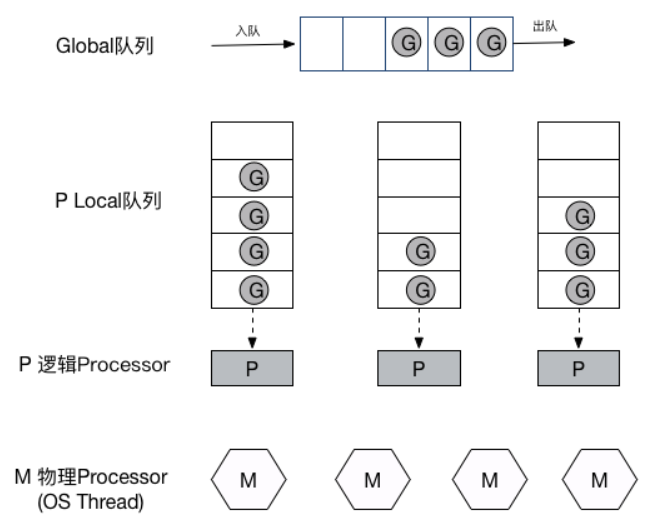 Global队列
入队
G G G
出队
P Local队列
G
G G
G G G
G G G
P 逻辑Processor
P P P
M 物理Processor
(OS Thread)
M M M M